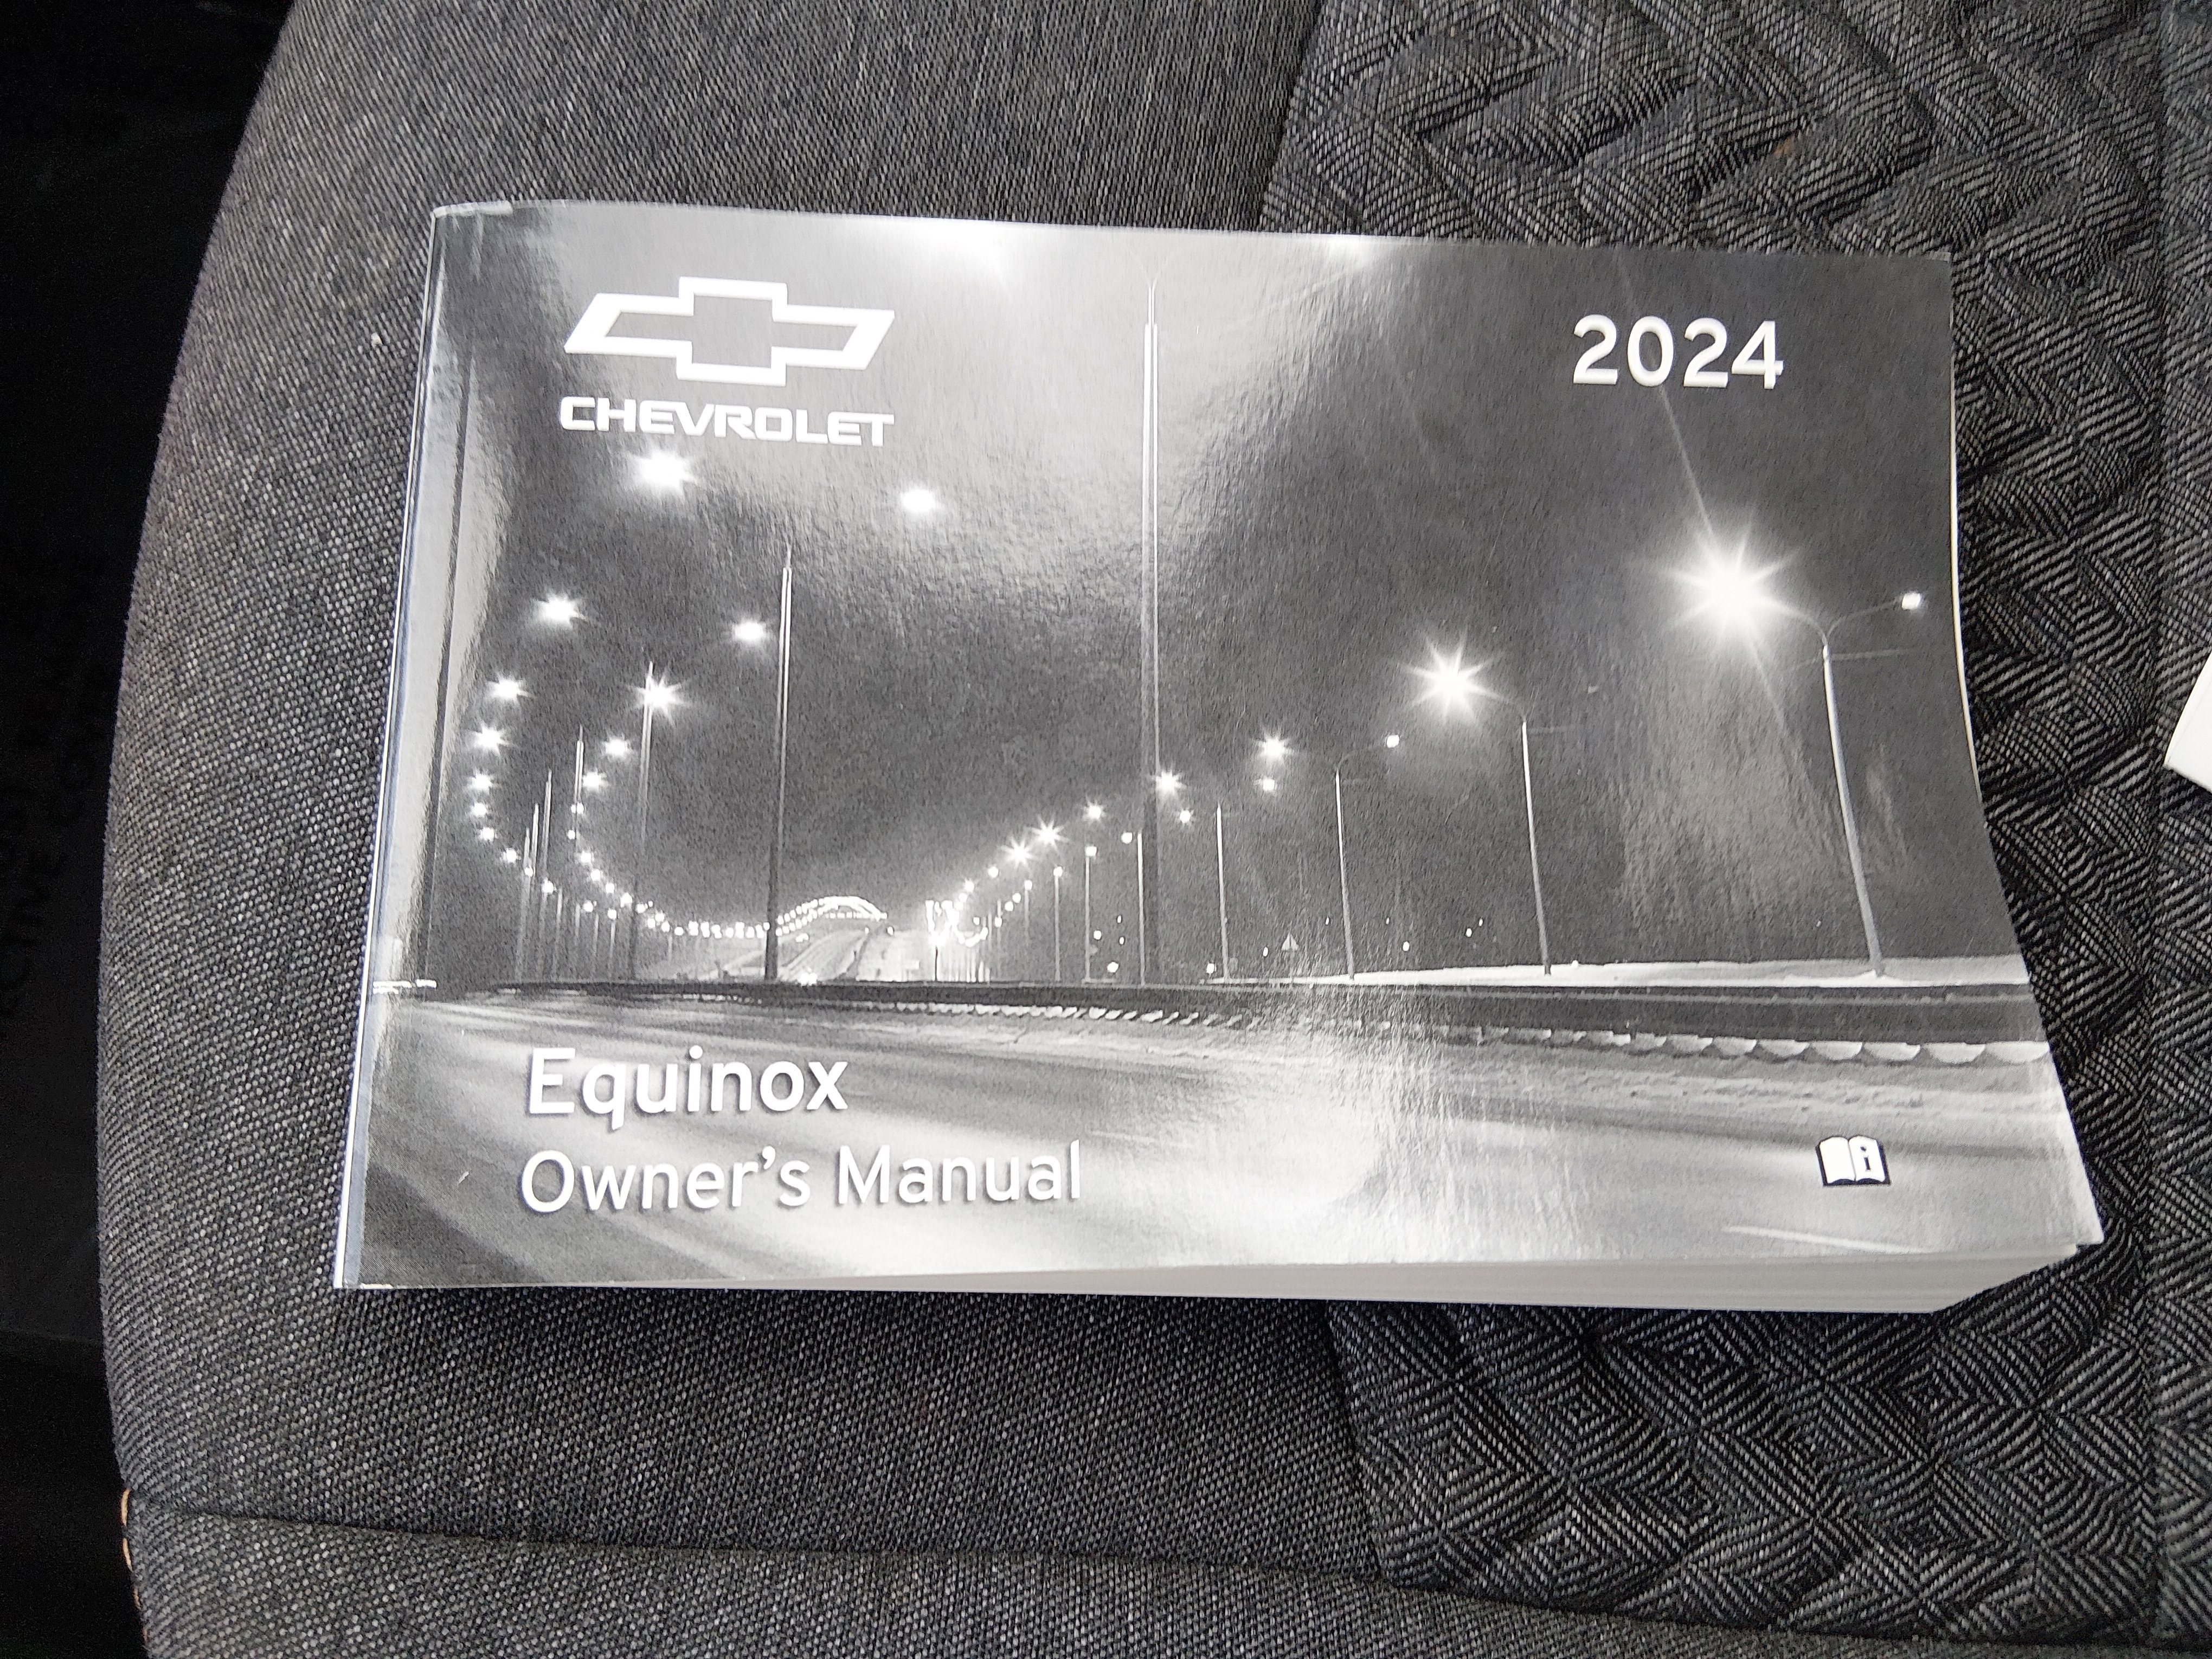 CHEVROLET
2024
Equinox
Owner's Manual
i